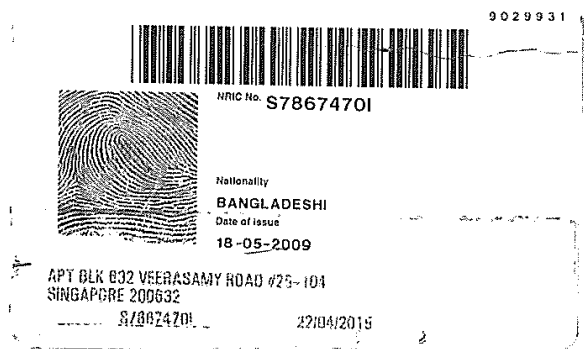 9029931
NRIC No. S7867470I
Nationality
BANGLADESHI
Date of issue
18-05-2009
APT BLK 632 VEERASAMY ROAD #25-104
SINGAPORE 200632
S7867470I 22/04/2015